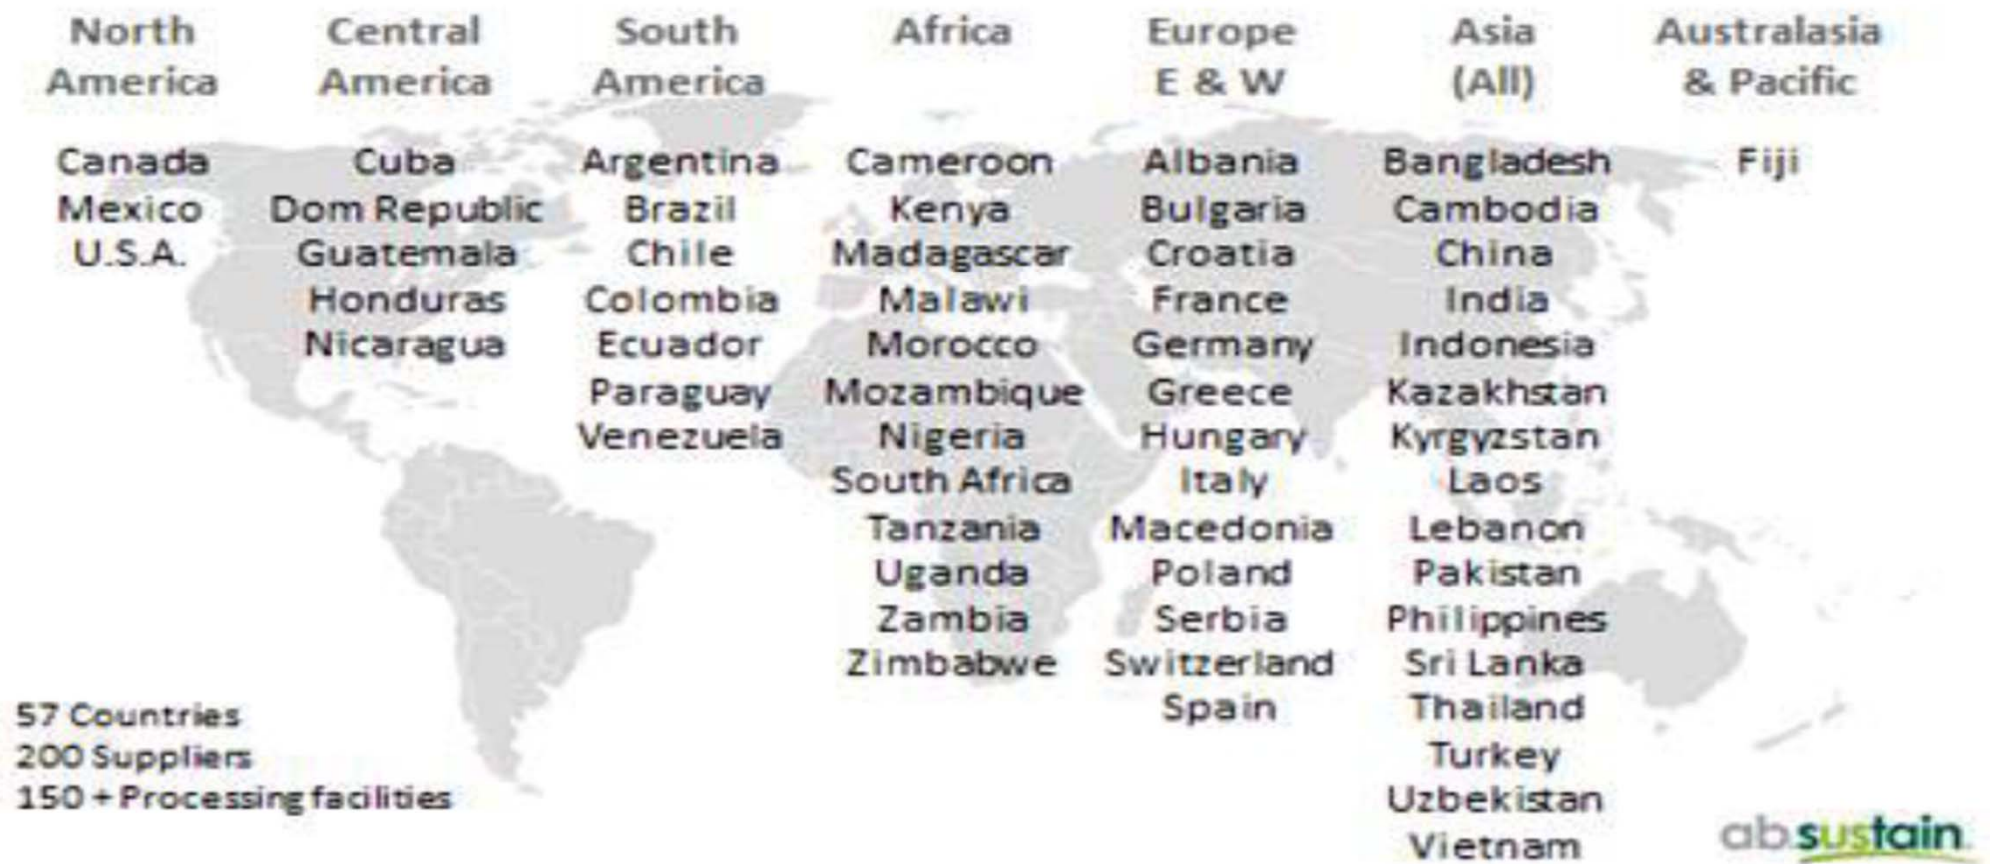 North America
Canada
Mexico
U.S.A.
Central America
Cuba
Dom Republic
Guatemala
Honduras
Nicaragua
South America
Argentina
Brazil
Chile
Colombia
Ecuador
Paraguay
Venezuela
Africa
Cameroon
Kenya
Madagascar
Malawi
Morocco
Mozambique
Nigeria
South Africa
Tanzania
Uganda
Zambia
Zimbabwe
Europe
E & W
Albania
Bulgaria
Croatia
France
Germany
Greece
Hungary
Italy
Macedonia
Poland
Serbia
Switzerland
Spain
Asia
(All)
Bangladesh
Cambodia
China
India
Indonesia
Kazakhstan
Kyrgyzstan
Laos
Lebanon
Pakistan
Philippines
Sri Lanka
Thailand
Turkey
Uzbekistan
Vietnam
Australasia
& Pacific
Fiji
57 Countries
200 Suppliers
150 + Processing facilities
ab.sustain